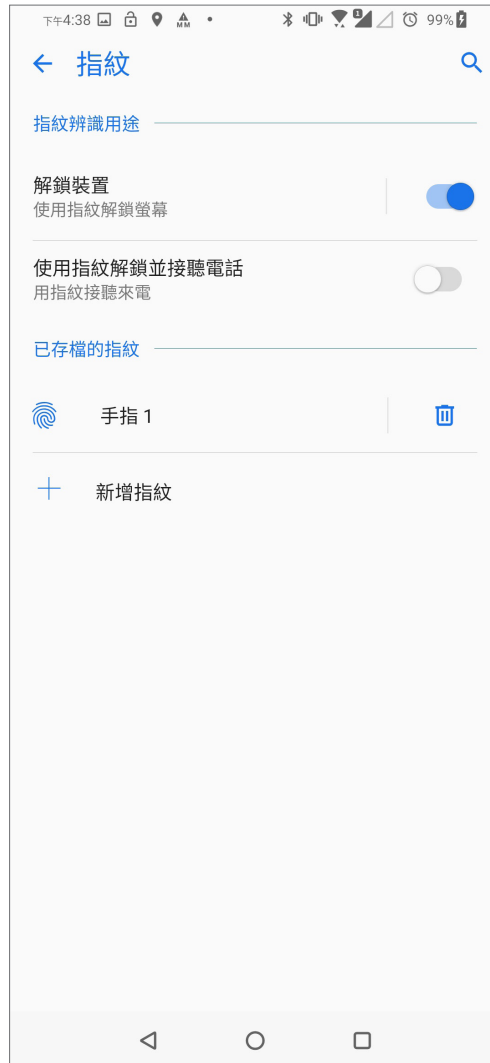 下午4:38
99%
指紋
指紋辨識用途
解鎖裝置
使用指紋解鎖螢幕
使用指紋解鎖並接聽電話
用指紋接聽來電
已存檔的指紋
手指 1
新增指紋